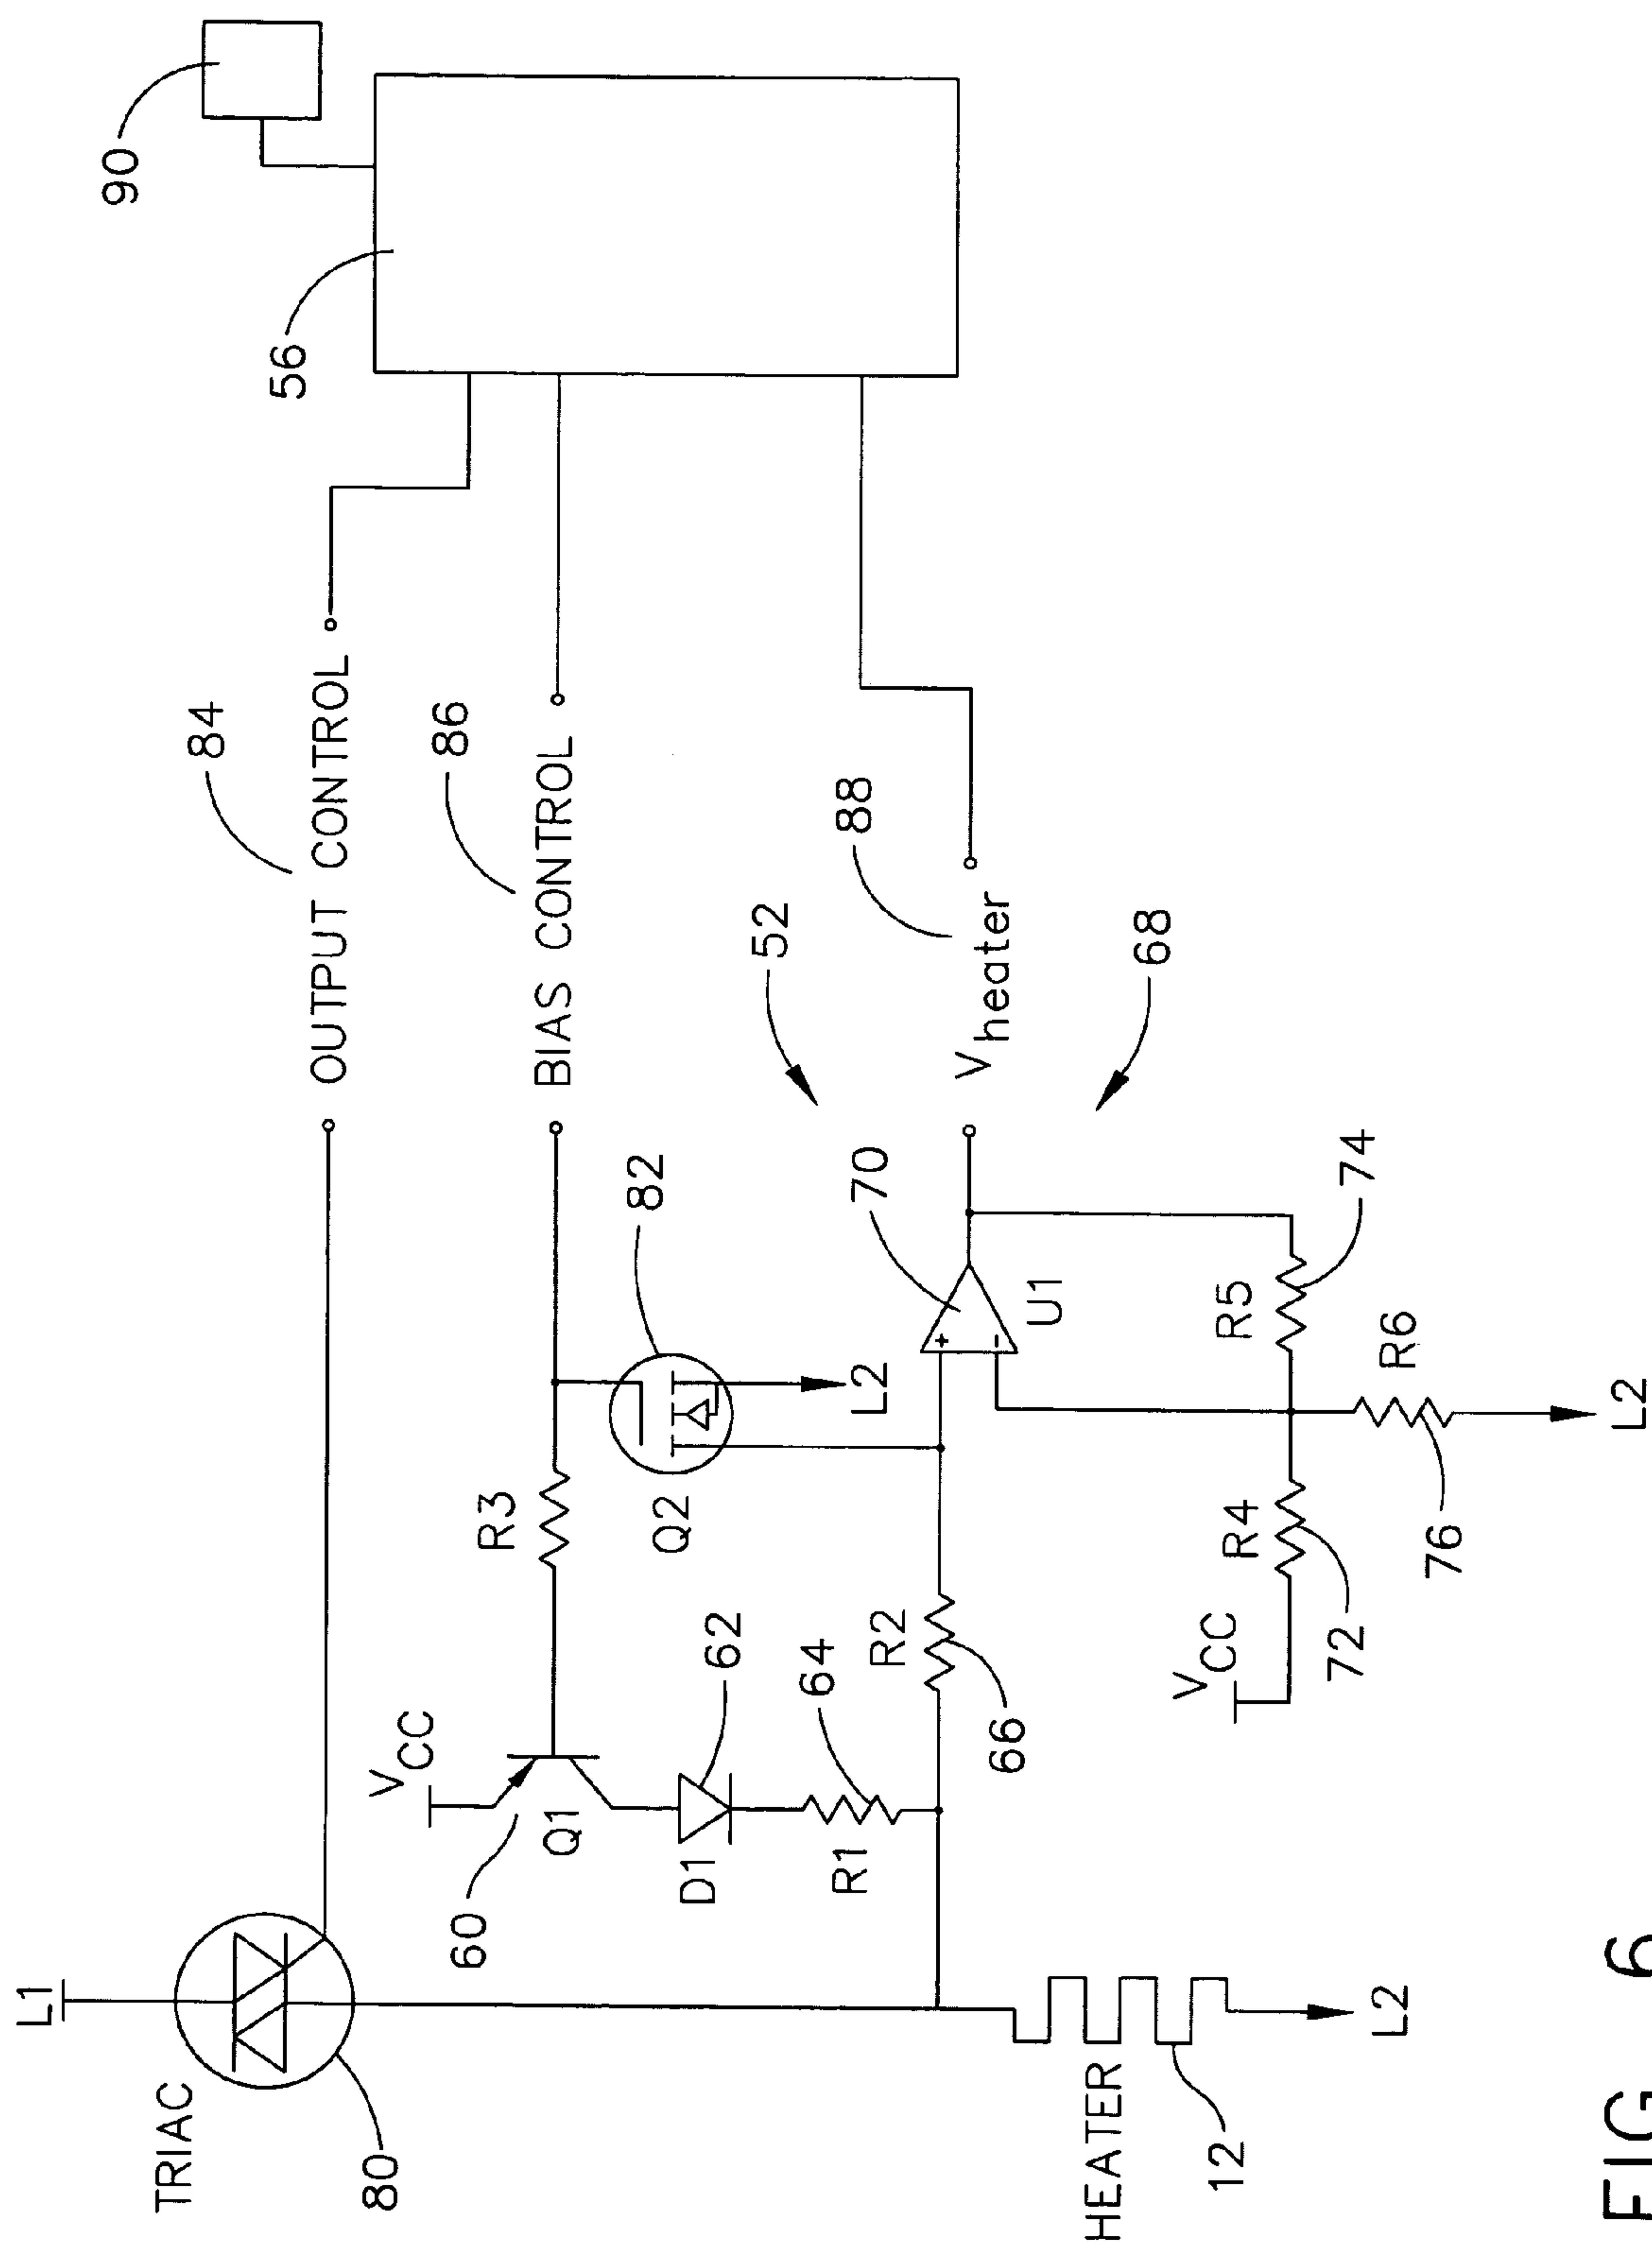 90
56
84
OUTPUT CONTROL
86
BIAS CONTROL
88
Vheater
52
68
82
70
74
L2
U1
R5
R6
L2
R3
Q2
R4
76
62
64
R2
VCC
72
66
VCC
Q1
60
D1
R1
L1
TRIAC
80
HEATER
12
L2
+
-
FIG. 6